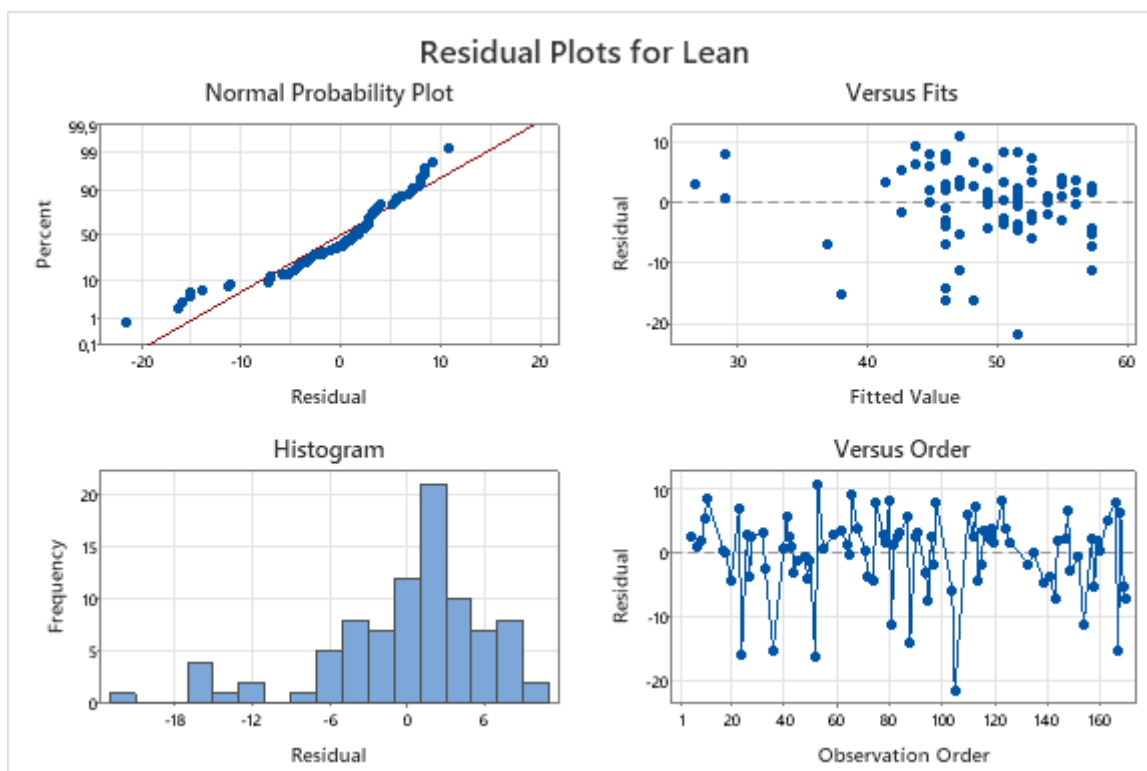 Residual Plots for Lean
Normal Probability Plot
99,9
99
90
50
10
1
0,1
Percent
-20 -10 0 10 20
Residual
Versus Fits
10
0
-10
-20
Residual
30 40 50 60
Fitted Value
Histogram
20
15
10
5
0
Frequency
-18 -12 -6 0 6
Residual
Versus Order
10
0
-10
-20
Residual
1 20 40 60 80 100 120 140 160
Observation Order